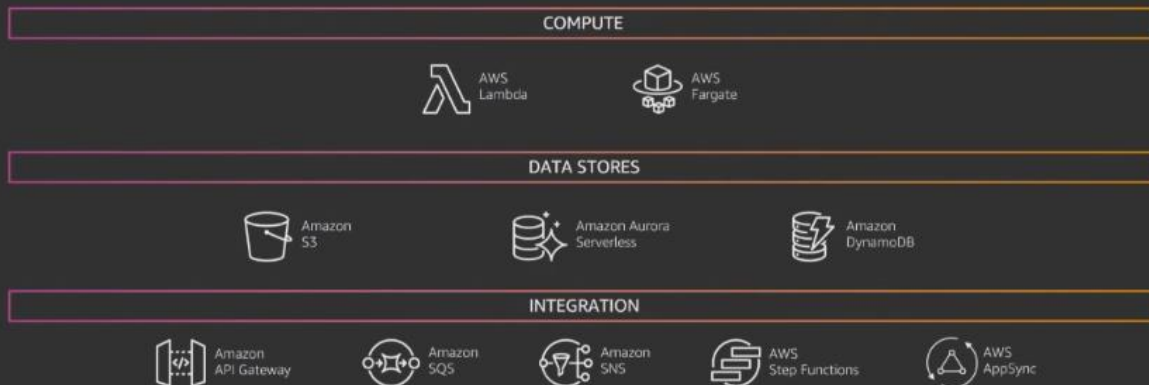 COMPUTE
AWS
Lambda
AWS
Fargate
DATA STORES
Amazon
S3
Amazon Aurora
Serverless
Amazon
DynamoDB
INTEGRATION
Amazon
API Gateway
Amazon
SQS
Amazon
SNS
AWS
Step Functions
AWS
AppSync